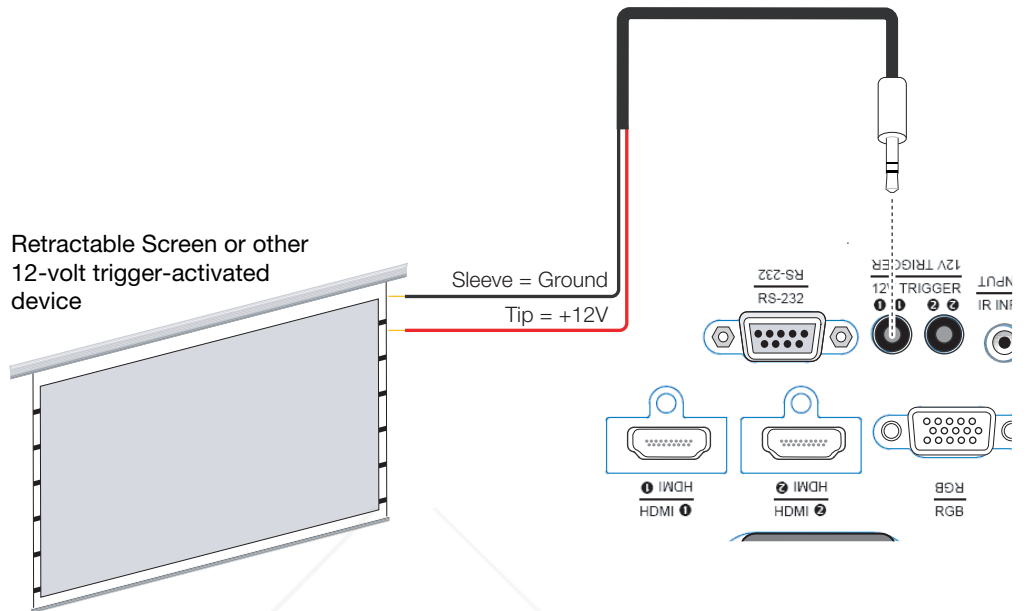 Retractable Screen or other
12-volt trigger-activated
device
Sleeve = Ground
Tip = +12V
RS-232
RS-232
12V TRIGGER
12V TRIGGER
❶ ❶ ❷ ❷
INPUT
IR INP
❶ HDMI
HDMI ❶
❷ HDMI
HDMI ❷
RGB
RGB